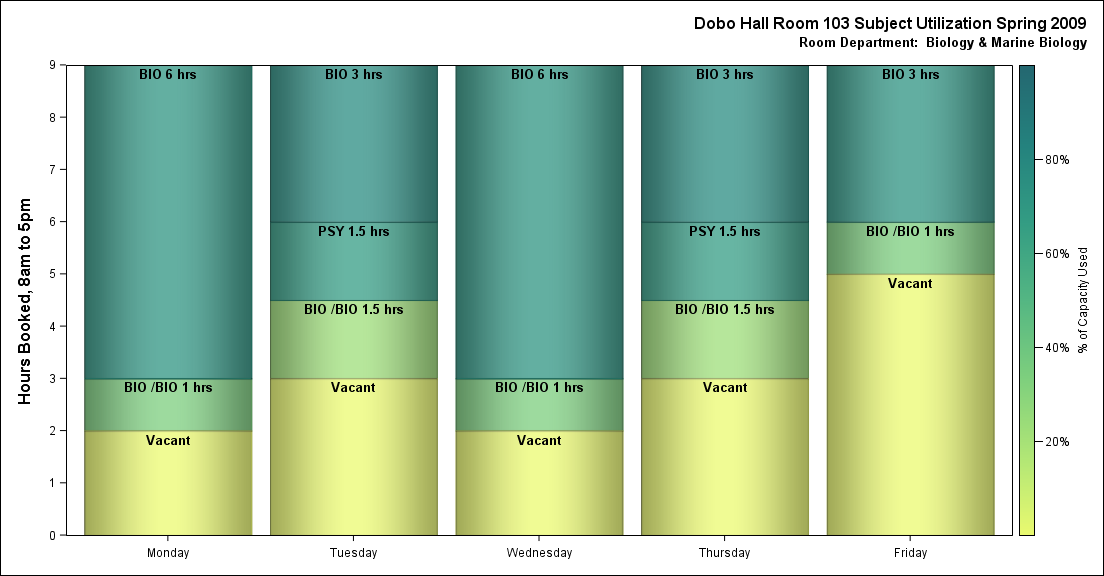 Dobo Hall Room 103 Subject Utilization Spring 2009
Room Department: Biology & Marine Biology
Hours Booked, 8am to 5pm
9
8
7
6
5
4
3
2
1
0
BIO 6 hrs
BIO /BIO 1 hrs
Vacant
Monday
BIO 3 hrs
PSY 1.5 hrs
BIO /BIO 1.5 hrs
Vacant
Tuesday
BIO 6 hrs
BIO /BIO 1 hrs
Vacant
Wednesday
BIO 3 hrs
PSY 1.5 hrs
BIO /BIO 1.5 hrs
Vacant
Thursday
BIO 3 hrs
BIO /BIO 1 hrs
Vacant
Friday
80%
60%
40%
20%
% of Capacity Used